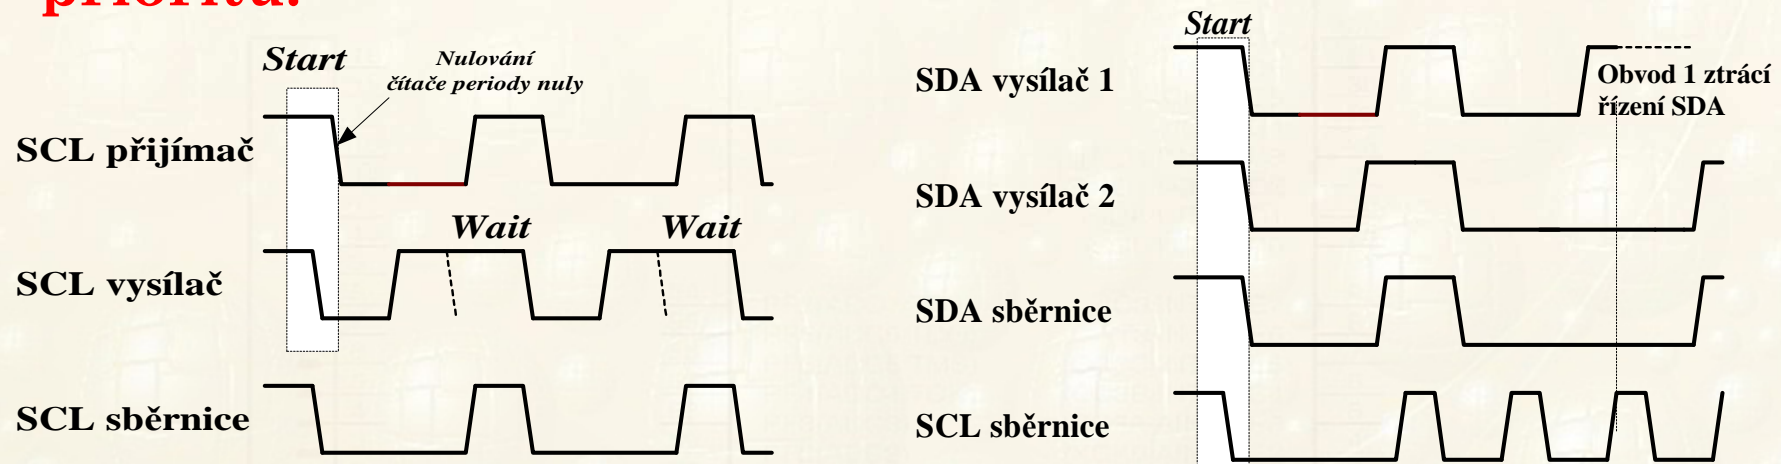 Start
Nulování
čítače periody nuly
SCL přijímač
Wait Wait
SCL vysílač
SCL sběrnice
Start
SDA vysílač 1
Obvod 1 ztrácí
řízení SDA
SDA vysílač 2
SDA sběrnice
SCL sběrnice